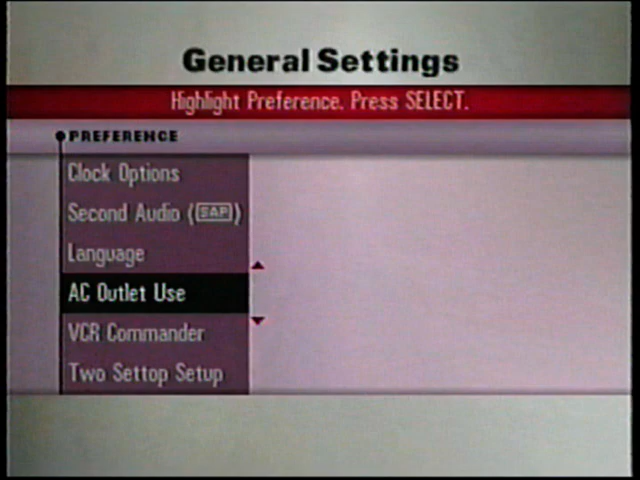 General Settings
Highlight Preference. Press SELECT.
PREFERENCE
Clock Options
Second Audio (SAP)
Language
AC Outlet Use
VCR Commander
Two Settop Setup